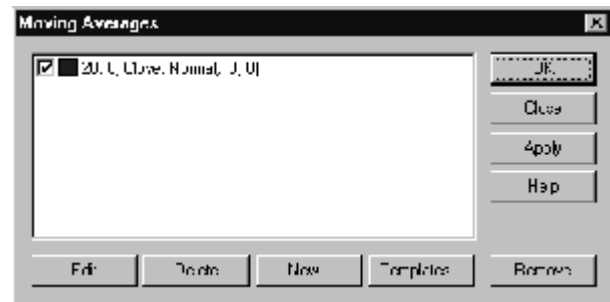 Moving Averages
20, 0, Close, Normal, 0, 0
OK
Close
Apply
Help
Edit
Delete
New
Templates
Remove